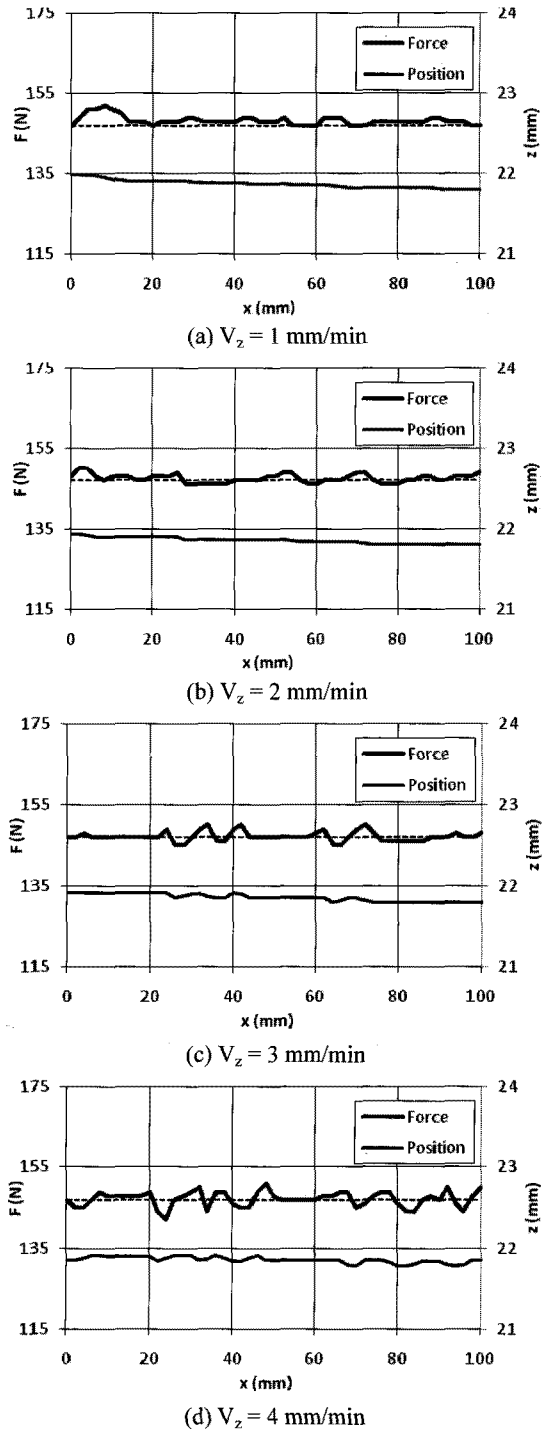 175
24
Force
Position
155
23
F (N)
z (mm)
135
22
115
21
0 20 40 60 80 100
x (mm)
(a) Vz = 1 mm/min
175
24
Force
Position
155
23
F (N)
z (mm)
135
22
115
21
0 20 40 60 80 100
x (mm)
(b) Vz = 2 mm/min
175
24
Force
Position
155
23
F (N)
z (mm)
135
22
115
21
0 20 40 60 80 100
x (mm)
(c) Vz = 3 mm/min
175
24
Force
Position
155
23
F (N)
z (mm)
135
22
115
21
0 20 40 60 80 100
x (mm)
(d) Vz = 4 mm/min